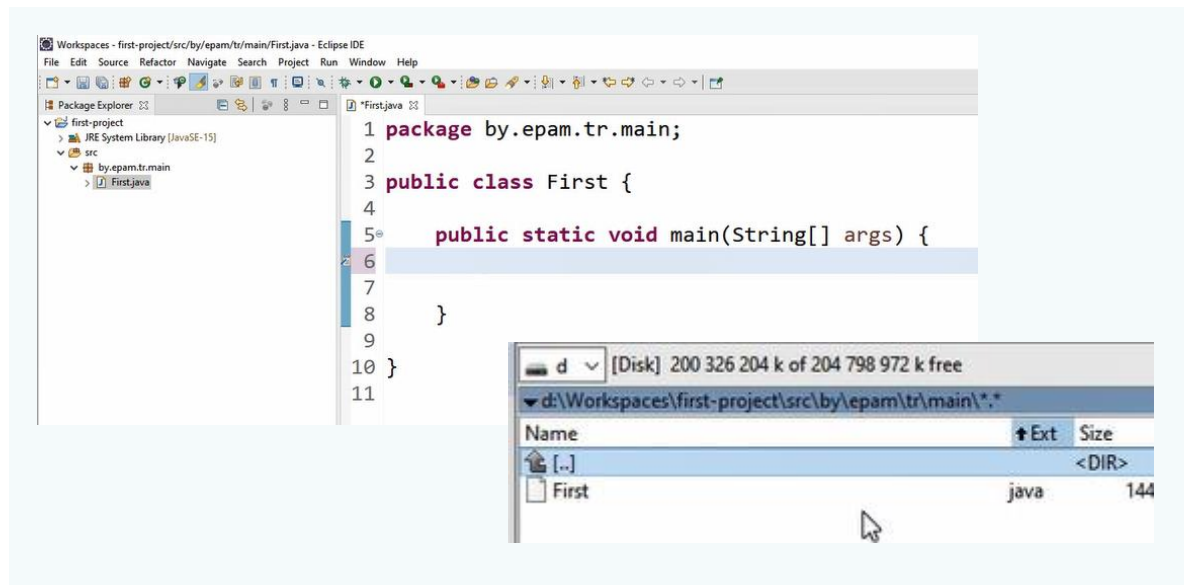 Workspaces - first-project/src/by/epam/tr/main/First.java - Eclipse IDE
File Edit Source Refactor Navigate Search Project Run Window Help
Package Explorer
first-project
JRE System Library [JavaSE-15]
src
by.epam.tr.main
First.java
*First.java
1 package by.epam.tr.main;
2
3 public class First {
4
5 public static void main(String[] args) {
6
7
8 }
9
10 }
11
d [Disk] 200 326 204 k of 204 798 972 k free
d:\Workspaces\first-project\src\by\epam\tr\main\*.*
Name Ext Size
[..] <DIR>
First java 144